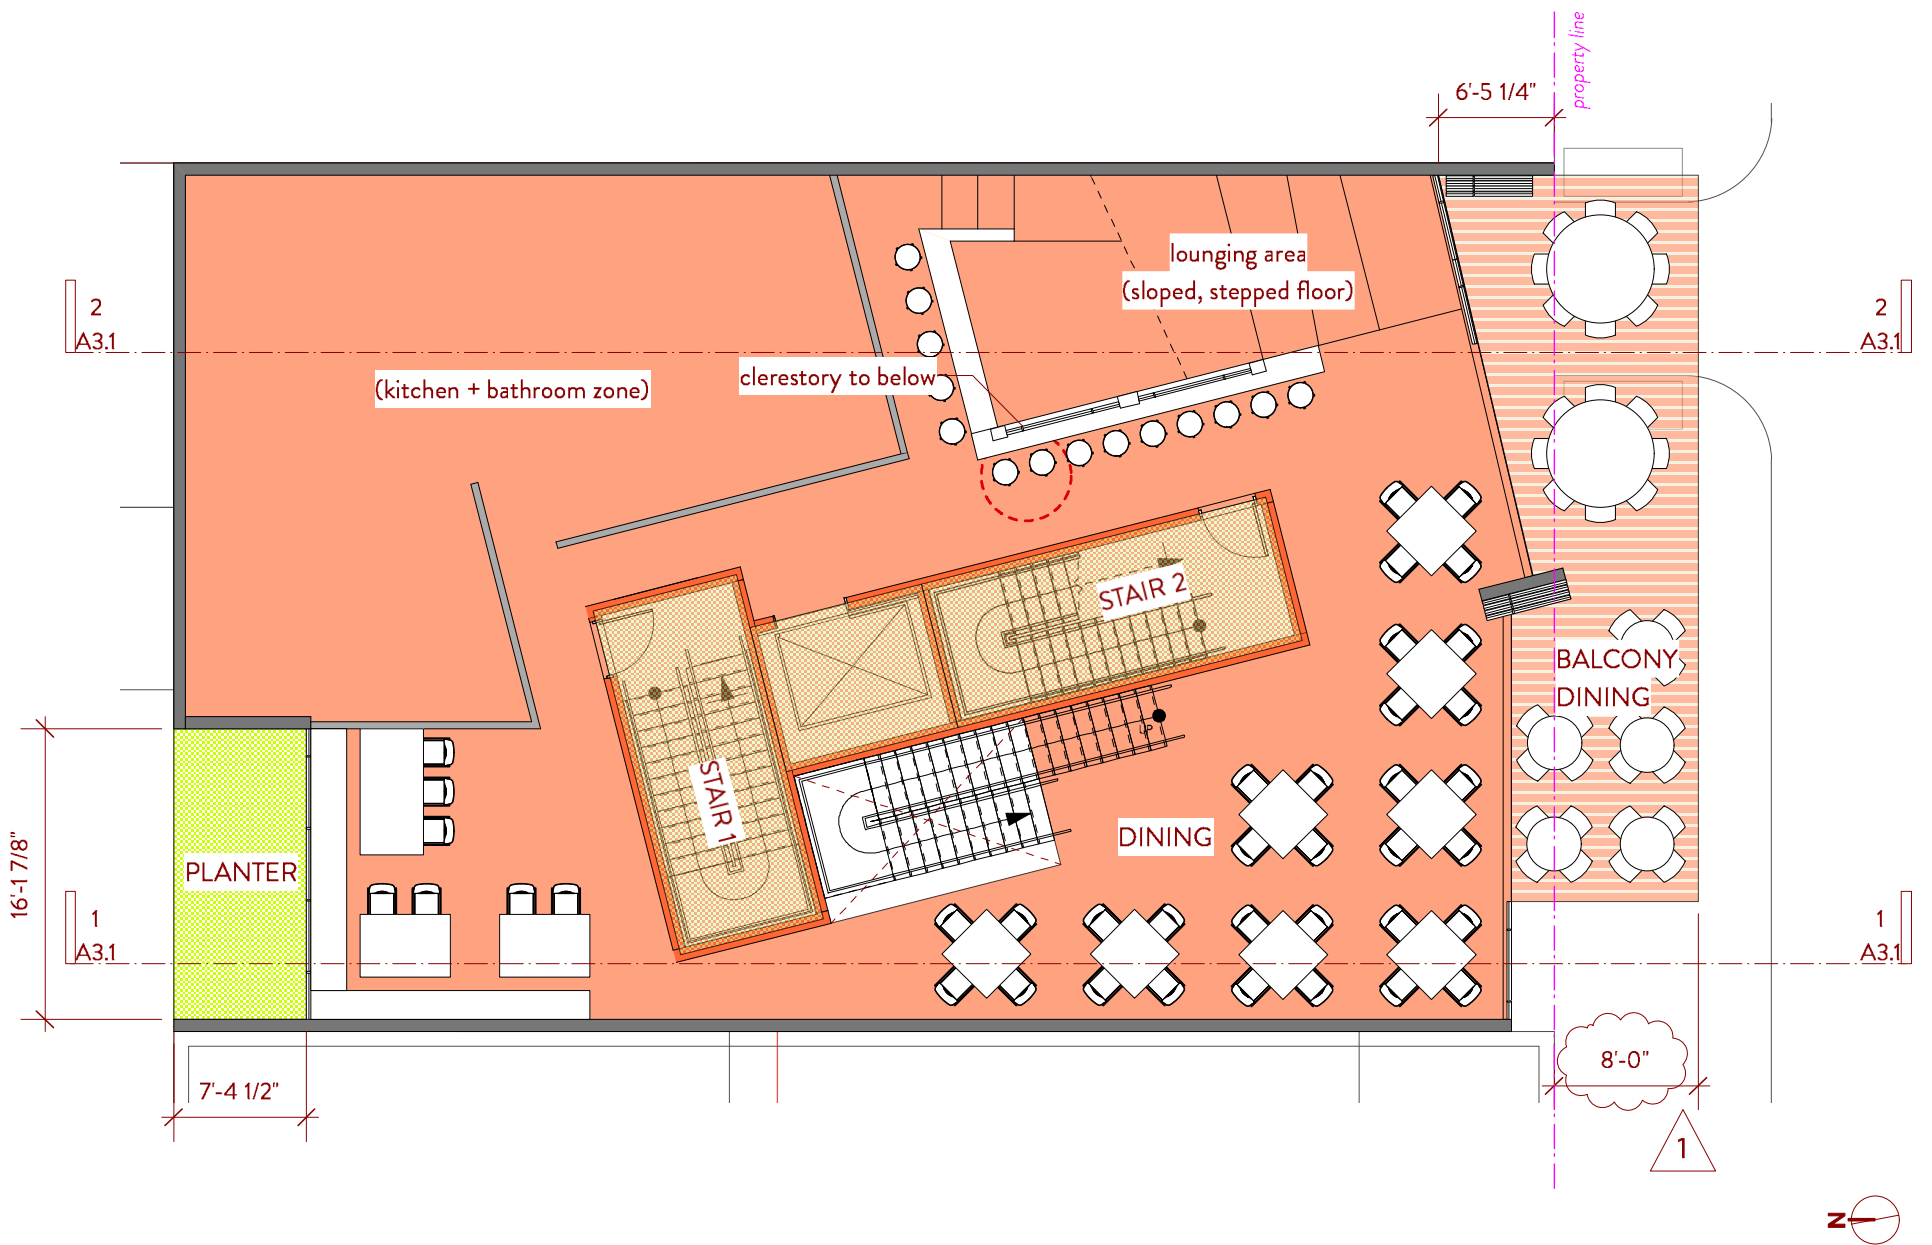 property line
6'-5 1/4"
lounging area
(sloped, stepped floor)
2
A3.1
2
A3.1
clerestory to below
(kitchen + bathroom zone)
STAIR 2
BALCONY
DINING
STAIR 1
DINING
PLANTER
16'-1 7/8"
1
A3.1
1
A3.1
8'-0"
7'-4 1/2"
1
N